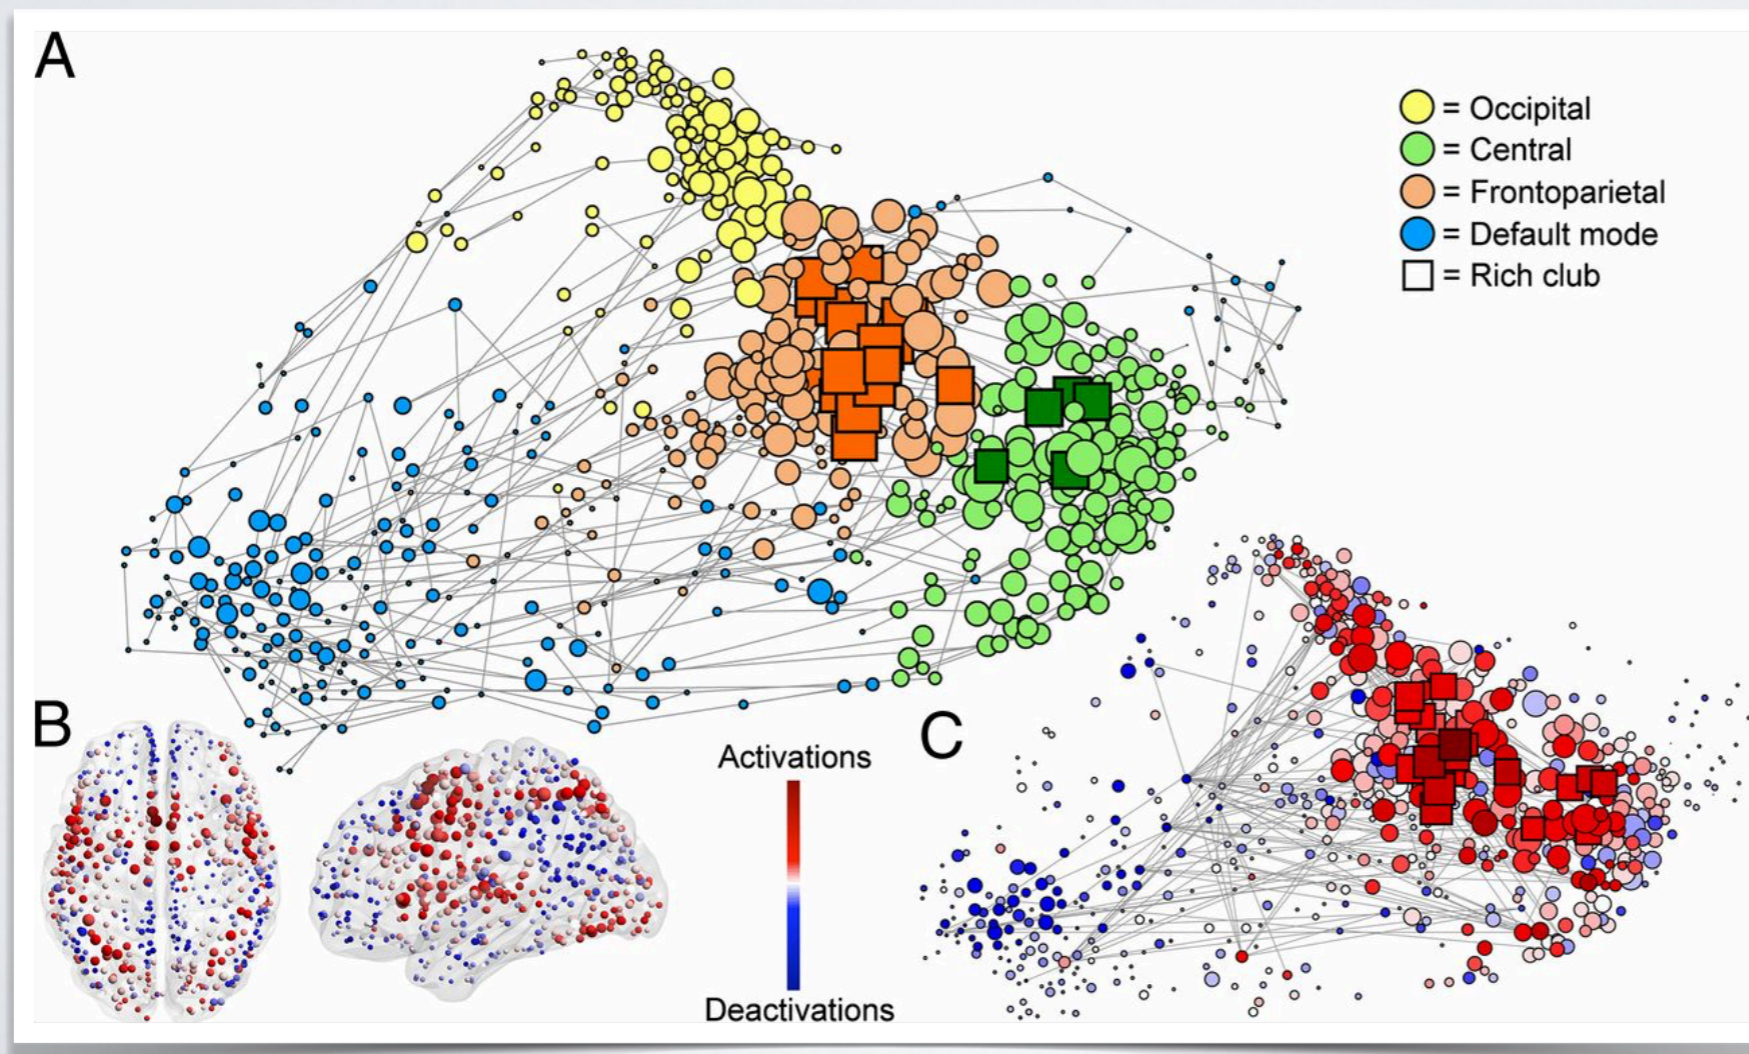 A
= Occipital
= Central
= Frontoparietal
= Default mode
= Rich club
B
Activations
Deactivations
C